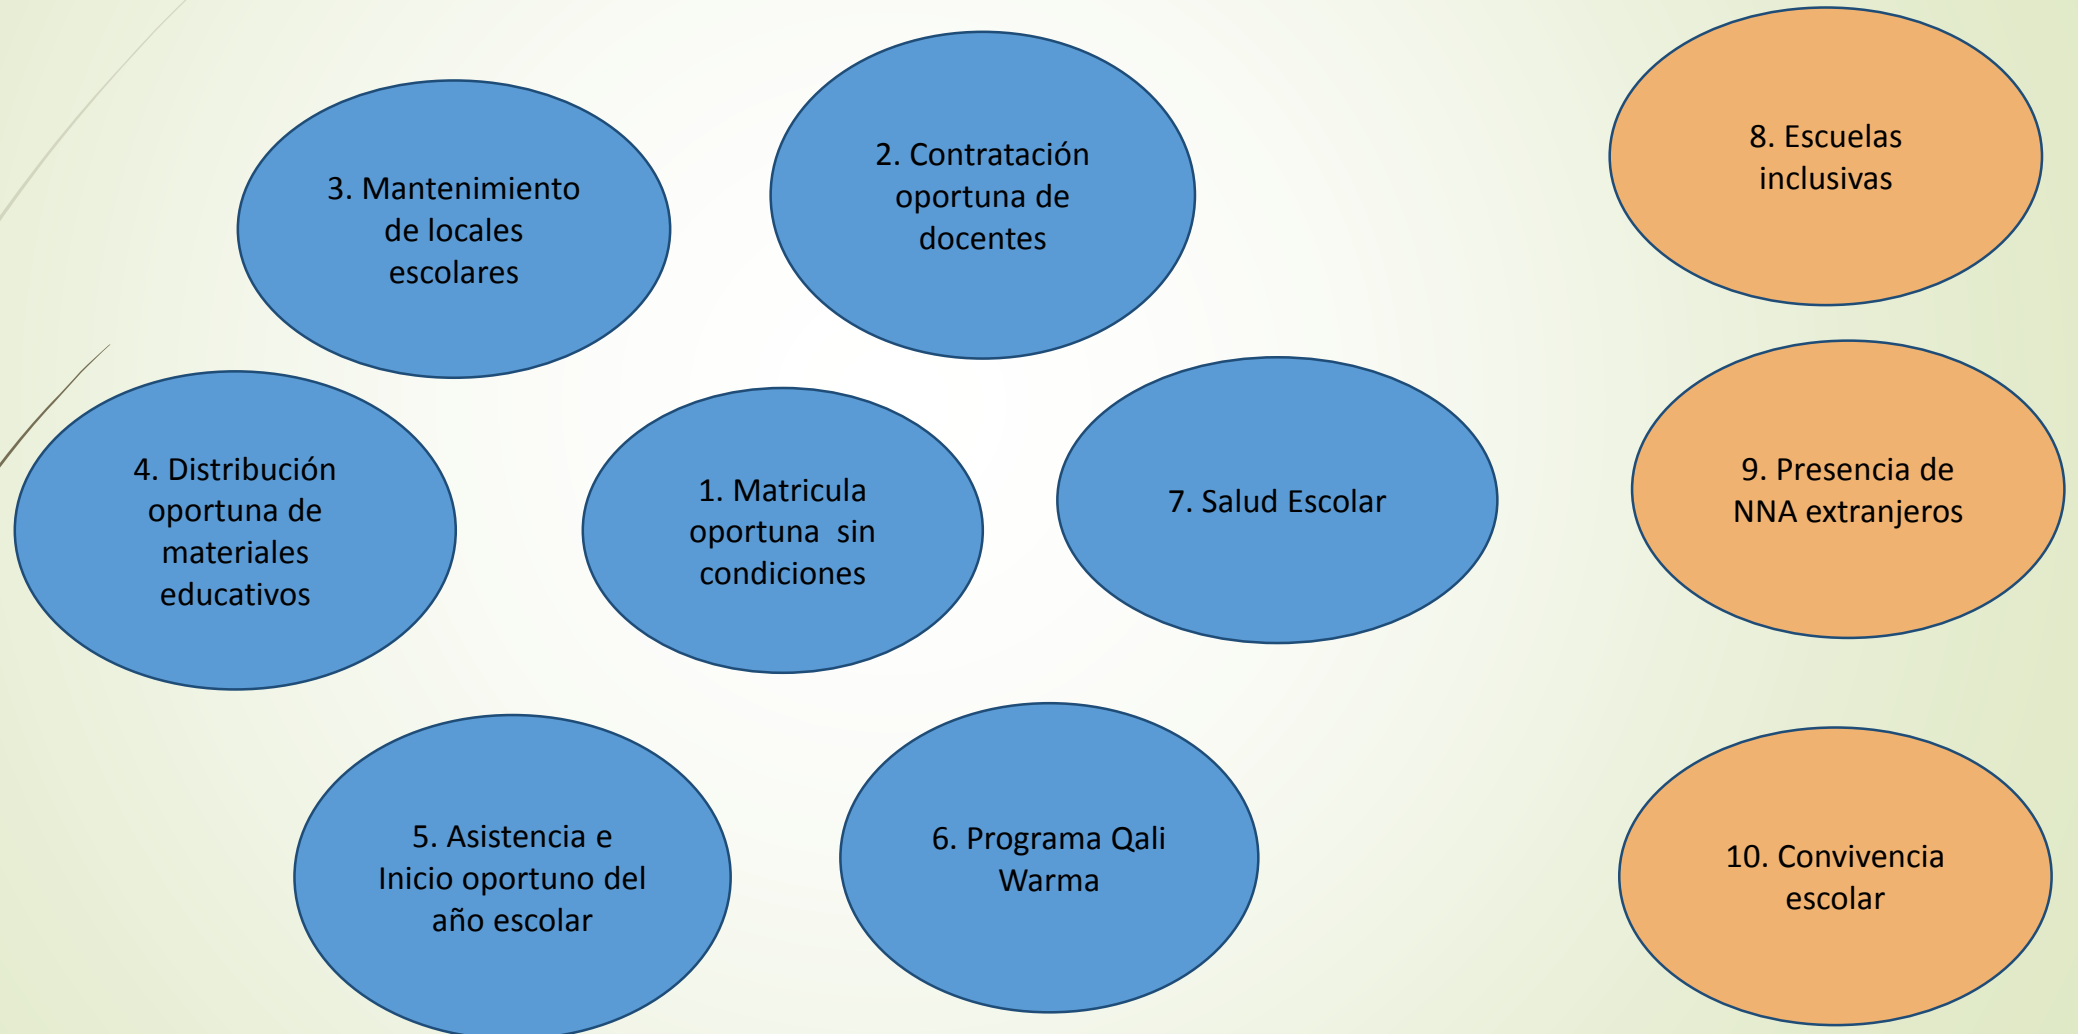 3. Mantenimiento
de locales
escolares
2. Contratación
oportuna de
docentes
8. Escuelas
inclusivas
4. Distribución
oportuna de
materiales
educativos
1. Matricula
oportuna  sin
condiciones
7. Salud Escolar
9. Presencia de
NNA extranjeros
5. Asistencia e
Inicio oportuno del
año escolar
6. Programa Qali
Warma
10. Convivencia
escolar